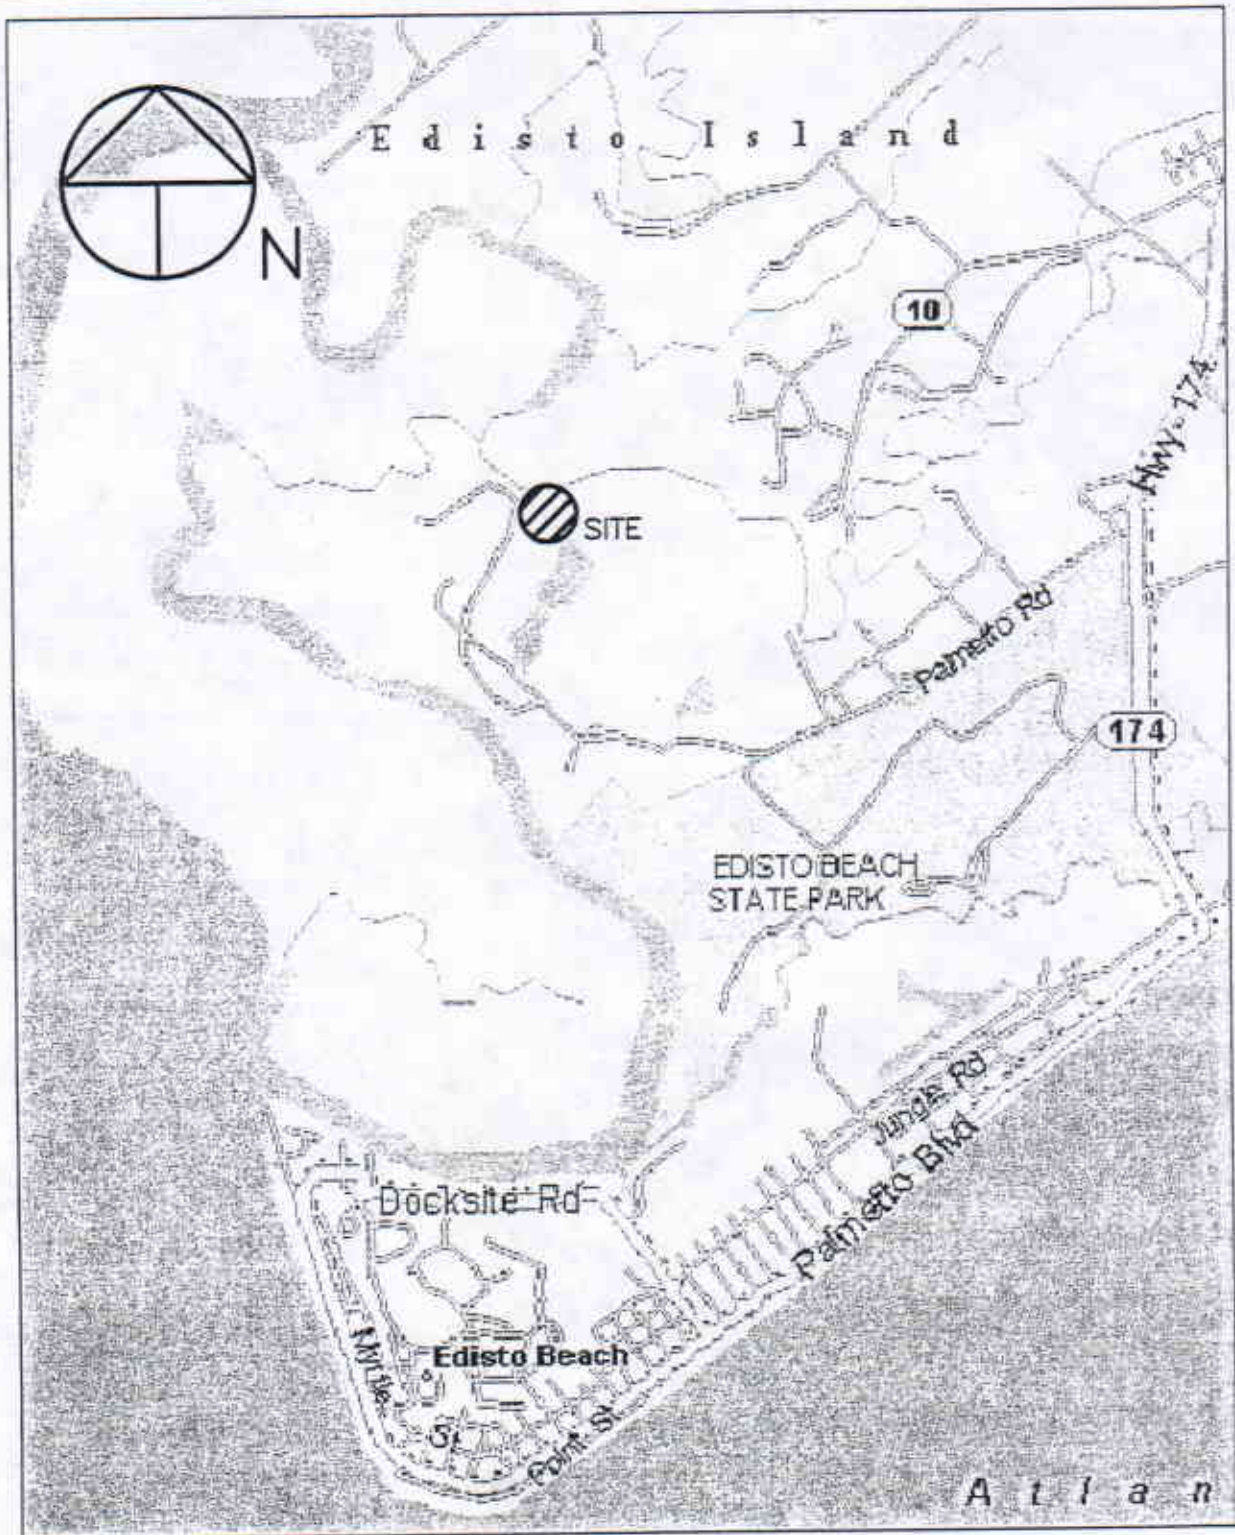 Edisto Island
N
10
Hwy 174
SITE
Palmetto Rd
174
EDISTO BEACH
STATE PARK
Jungle Rd
Docksite Rd
Palmetto Blvd
Edisto Beach
Myrtle
St
Point St
Atlan